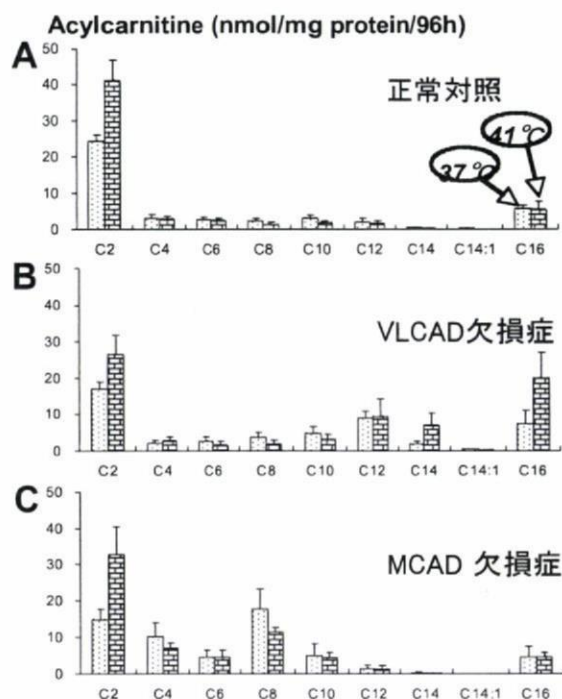 Acylcarnitine (nmol/mg protein/96h)
A
50
40
30
20
10
0
正常対照
41℃
37℃
C2 C4 C6 C8 C10 C12 C14 C14:1 C16
B
50
40
30
20
10
0
VLCAD欠損症
C2 C4 C6 C8 C10 C12 C14 C14:1 C16
C
50
40
30
20
10
0
MCAD 欠損症
C2 C4 C6 C8 C10 C12 C14 C14:1 C16